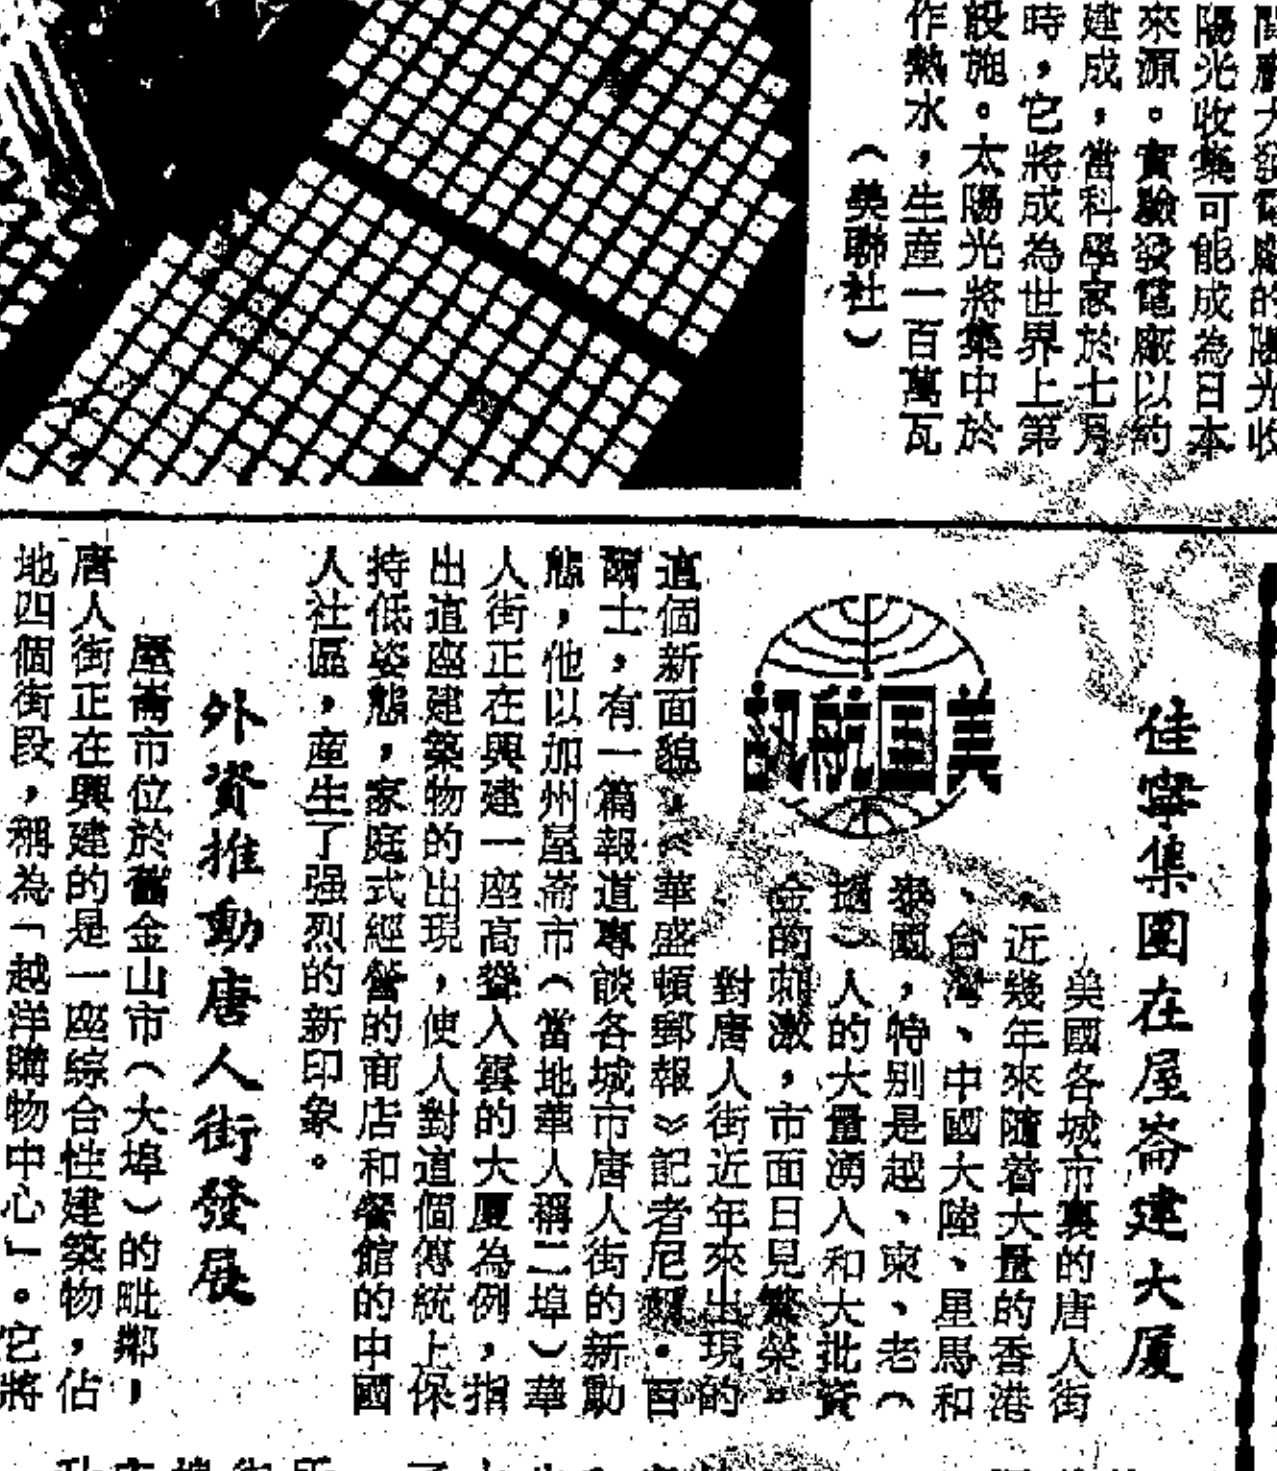 陽光收集可能成為日本
來源。實驗發電廠以約
建成,當科學家於七月
時,它將成為世界上第
設施。太陽光將集中於
作熱水,生產一百萬瓦
(美聯社)
佳寧集團在屋崙建大厦
美國
美國各城市裏的唐人街
,近幾年來隨着大量的香港
、台灣、中國大陸、星馬和
泰國,特別是越、柬、老(
撾)人的大量湧入和大批資
金的刺激,市面日見繁榮。
對唐人街近年來出現的
這個新面貌,《華盛頓郵報》記者尼
爾士,有一篇報道專談各城市唐人街的新動
態,他以加州屋崙市(當地華人稱二埠)華
人街正在興建一座高聳入雲的大厦為例,指
出這座建築物的出現,使人對這個傳統上保
持低姿態,家庭式經營的商店和餐館的中國
人社區,產生了强烈的新印象。
外資推動唐人街發展
屋崙市位於舊金山市(大埠)的毗鄰,
唐人街正在興建的是一座綜合性建築物,佔
地四個街段,稱為「越洋購物中心」。它將